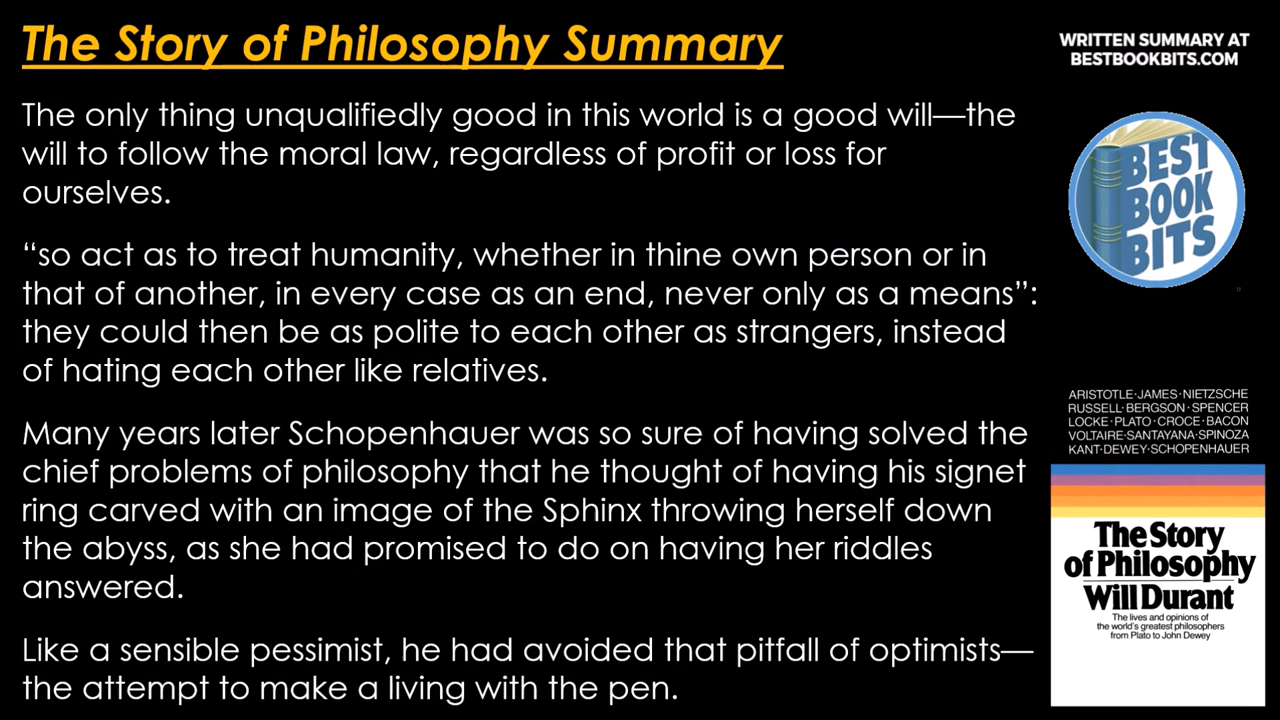 The Story of Philosophy Summary
WRITTEN SUMMARY AT
BESTBOOKBITS.COM
The only thing unqualifiedly good in this world is a good will—the
will to follow the moral law, regardless of profit or loss for
ourselves.
“so act as to treat humanity, whether in thine own person or in
that of another, in every case as an end, never only as a means”:
they could then be as polite to each other as strangers, instead
of hating each other like relatives.
Many years later Schopenhauer was so sure of having solved the
chief problems of philosophy that he thought of having his signet
ring carved with an image of the Sphinx throwing herself down
the abyss, as she had promised to do on having her riddles
answered.
Like a sensible pessimist, he had avoided that pitfall of optimists—
the attempt to make a living with the pen.
BEST
BOOK
BITS
ARISTOTLE·JAMES·NIETZSCHE
RUSSELL·BERGSON·SPENCER
LOCKE·PLATO·CROCE·BACON
VOLTAIRE·SANTAYANA·SPINOZA
KANT·DEWEY·SCHOPENHAUER
The Story
of Philosophy
Will Durant
The lives and opinions of
the world's greatest philosophers
from Plato to John Dewey